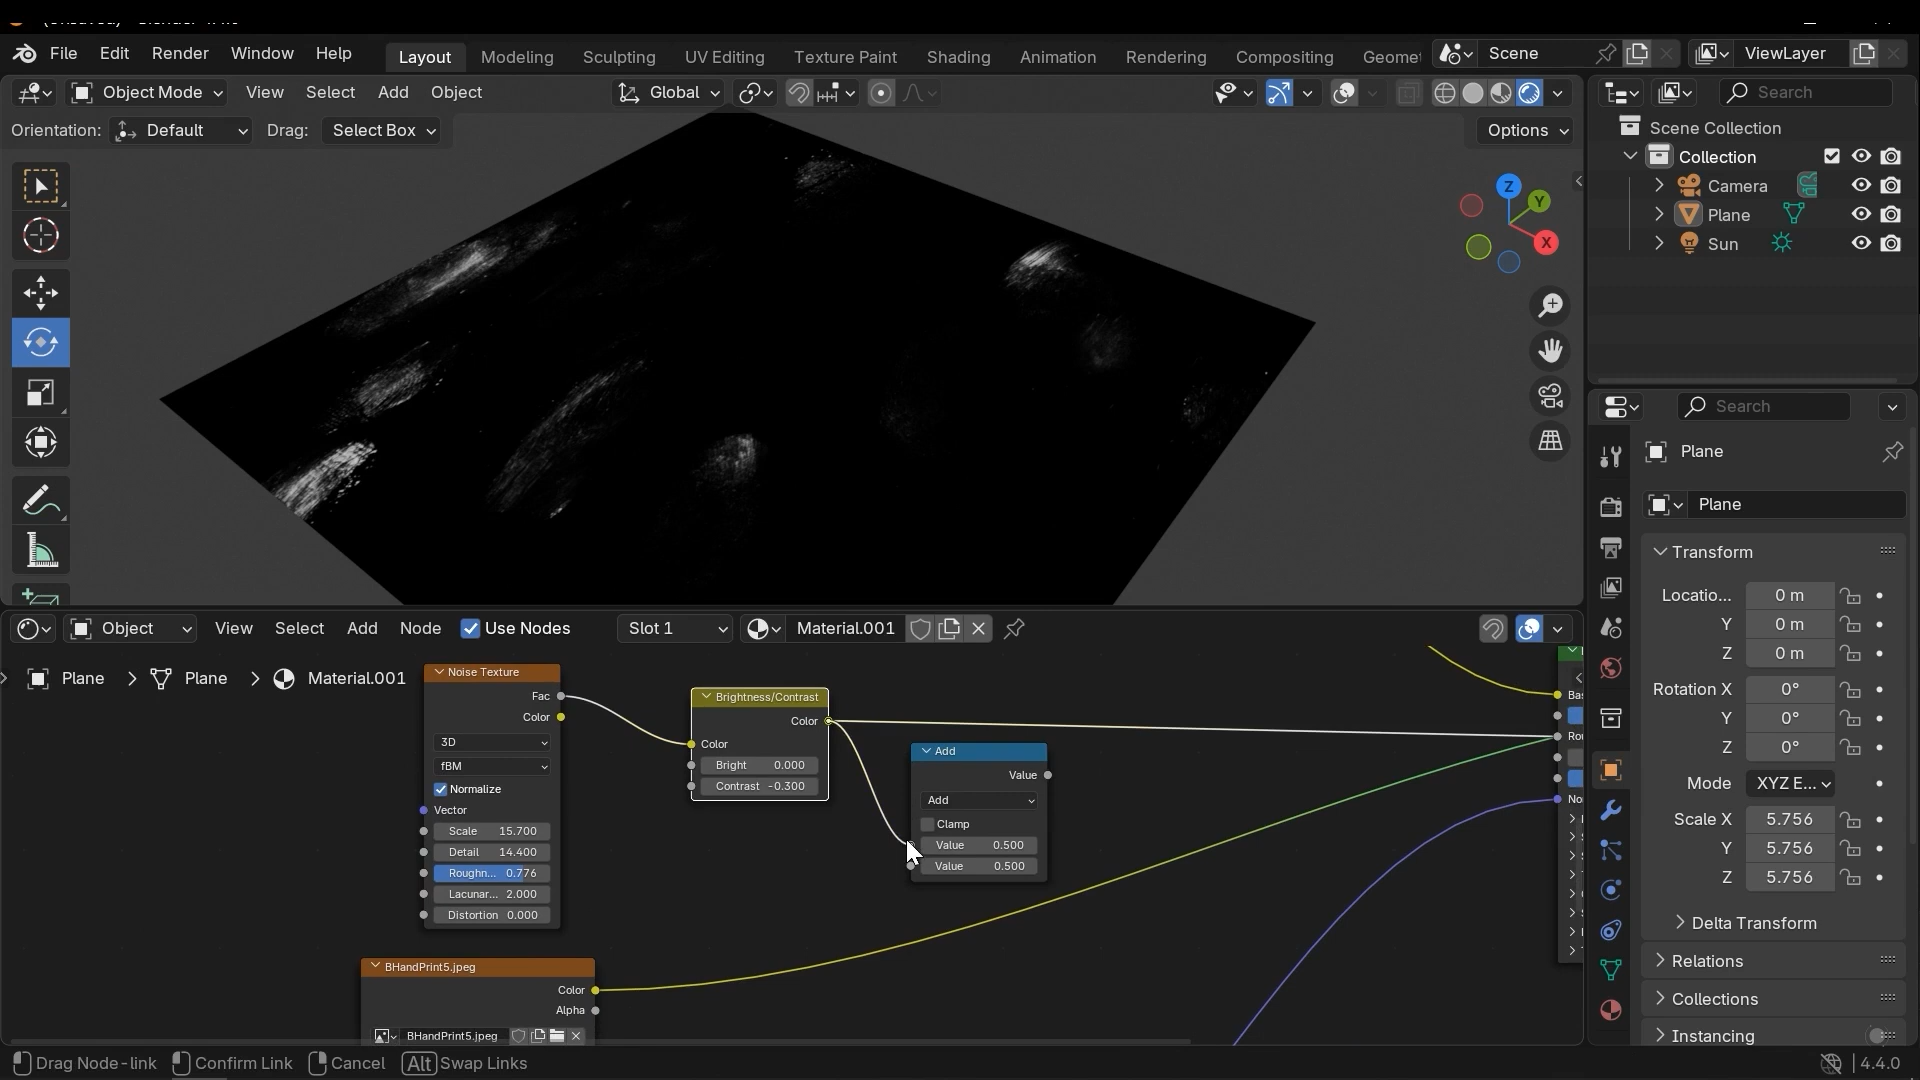 File Edit Render Window Help Layout Modeling Sculpting UV Editing Texture Paint Shading Animation Rendering Compositing Scene ViewLayer
Object Mode View Select Add Object Global Search
Orientation: Default Drag: Select Box Options
Scene Collection
Collection
Camera
Plane
Sun
Z
Y
X
Search
Plane
Plane
Transform
Locatio... 0 m
Y 0 m
Z 0 m
Rotation X 0°
Y 0°
Z 0°
Mode XYZ E...
Scale X 5.756
Y 5.756
Z 5.756
Delta Transform
Relations
Collections
Instancing
Object View Select Add Node Use Nodes Slot 1 Material.001
Plane Plane Material.001
Noise Texture
Fac
Color
3D
fBM
Normalize
Vector
Scale 15.700
Detail 14.400
Roughn... 0.776
Lacunar... 2.000
Distortion 0.000
Brightness/Contrast
Color
Color
Bright 0.000
Contrast -0.300
Add
Value
Add
Clamp
Value 0.500
Value 0.500
BHandPrint5.jpeg
Color
Alpha
BHandPrint5.jpeg
Drag Node-link Confirm Link Cancel Alt Swap Links 4.4.0